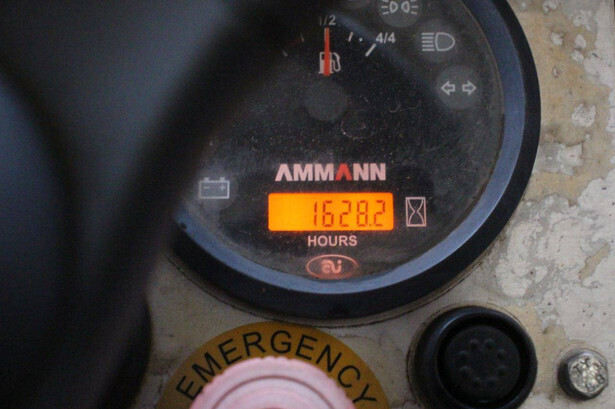 1/2
4/4
AMMANN
1628.2
HOURS
EMERGENCY